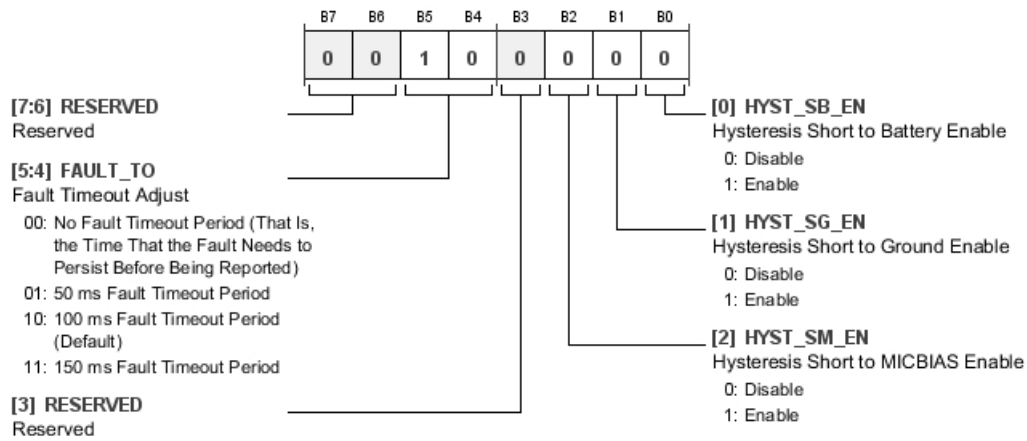 B7 B6 B5 B4 B3 B2 B1 B0
0 0 1 0 0 0 0 0
[7:6] RESERVED
Reserved
[5:4] FAULT_TO
Fault Timeout Adjust
00: No Fault Timeout Period (That Is,
the Time That the Fault Needs to
Persist Before Being Reported)
01: 50 ms Fault Timeout Period
10: 100 ms Fault Timeout Period
(Default)
11: 150 ms Fault Timeout Period
[3] RESERVED
Reserved
[0] HYST_SB_EN
Hysteresis Short to Battery Enable
0: Disable
1: Enable
[1] HYST_SG_EN
Hysteresis Short to Ground Enable
0: Disable
1: Enable
[2] HYST_SM_EN
Hysteresis Short to MICBIAS Enable
0: Disable
1: Enable